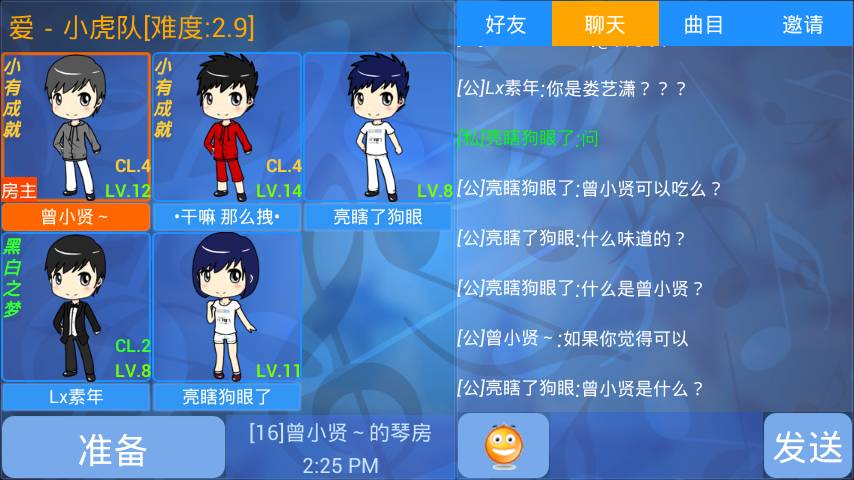 爱 - 小虎队[难度:2.9]
好友 聊天 曲目 邀请
小有成就
CL.4
房主
LV.12
曾小贤～
小有成就
CL.4
LV.14
•干嘛 那么拽•
LV.8
亮瞎了狗眼
黑白之梦
CL.2
LV.8
Lx素年
LV.11
亮瞎狗眼了
准备
[16]曾小贤～的琴房
2:25 PM
[公]Lx素年:你是娄艺潇？？？
[私]亮瞎狗眼了:问
[公]亮瞎狗眼了:曾小贤可以吃么？
[公]亮瞎了狗眼:什么味道的？
[公]亮瞎狗眼了:什么是曾小贤？
[公]曾小贤～:如果你觉得可以
[公]亮瞎了狗眼:曾小贤是什么？
发送